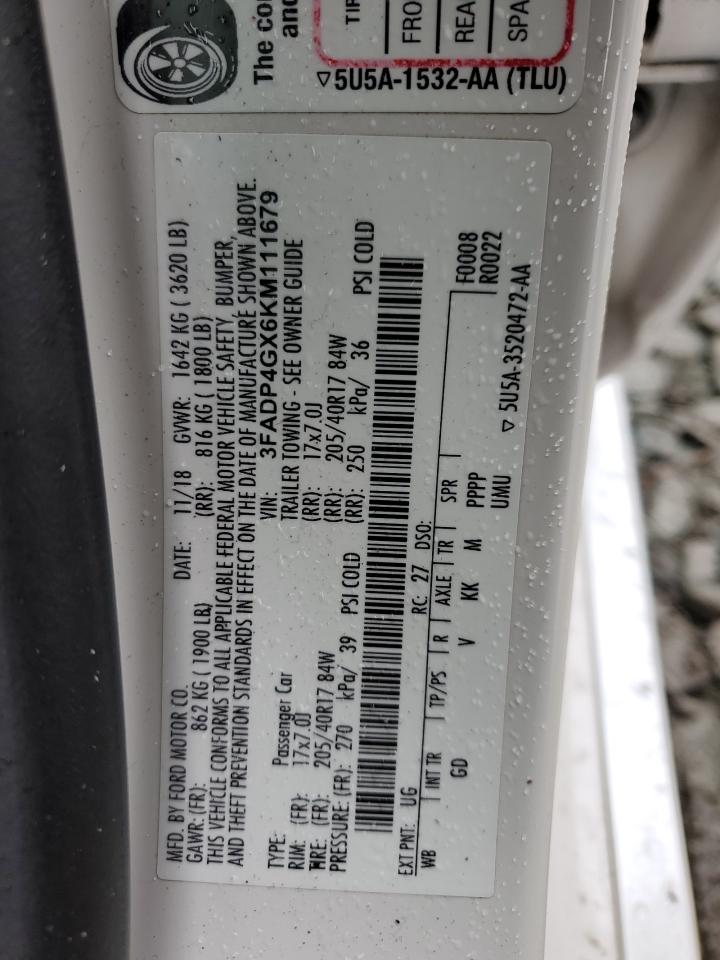 The co
and
TIR
FRO
REA
SPA
▽5U5A-1532-AA (TLU)
MFD. BY FORD MOTOR CO. DATE: 11/18 GVWR: 1642 KG ( 3620 LB)
GAWR: (FR): 862 KG ( 1900 LB) (RR): 816 KG ( 1800 LB)
THIS VEHICLE CONFORMS TO ALL APPLICABLE FEDERAL MOTOR VEHICLE SAFETY, BUMPER,
AND THEFT PREVENTION STANDARDS IN EFFECT ON THE DATE OF MANUFACTURE SHOWN ABOVE.
VIN: 3FADP4GX6KM111679
TYPE: Passenger Car TRAILER TOWING - SEE OWNER GUIDE
RIM: (FR): 17x7.0J (RR): 17x7.0J
TIRE: (FR): 205/40R17 84W (RR): 205/40R17 84W
PRESSURE: (FR): 270 kPa/ 39 PSI COLD (RR): 250 kPa/ 36 PSI COLD
EXT PNT: UG RC: 27 DSO: F0008
R0022
WB INT TR TP/PS R AXLE TR SPR
GD V KK M PPPP
UMU
▽ 5U5A-3520472-AA